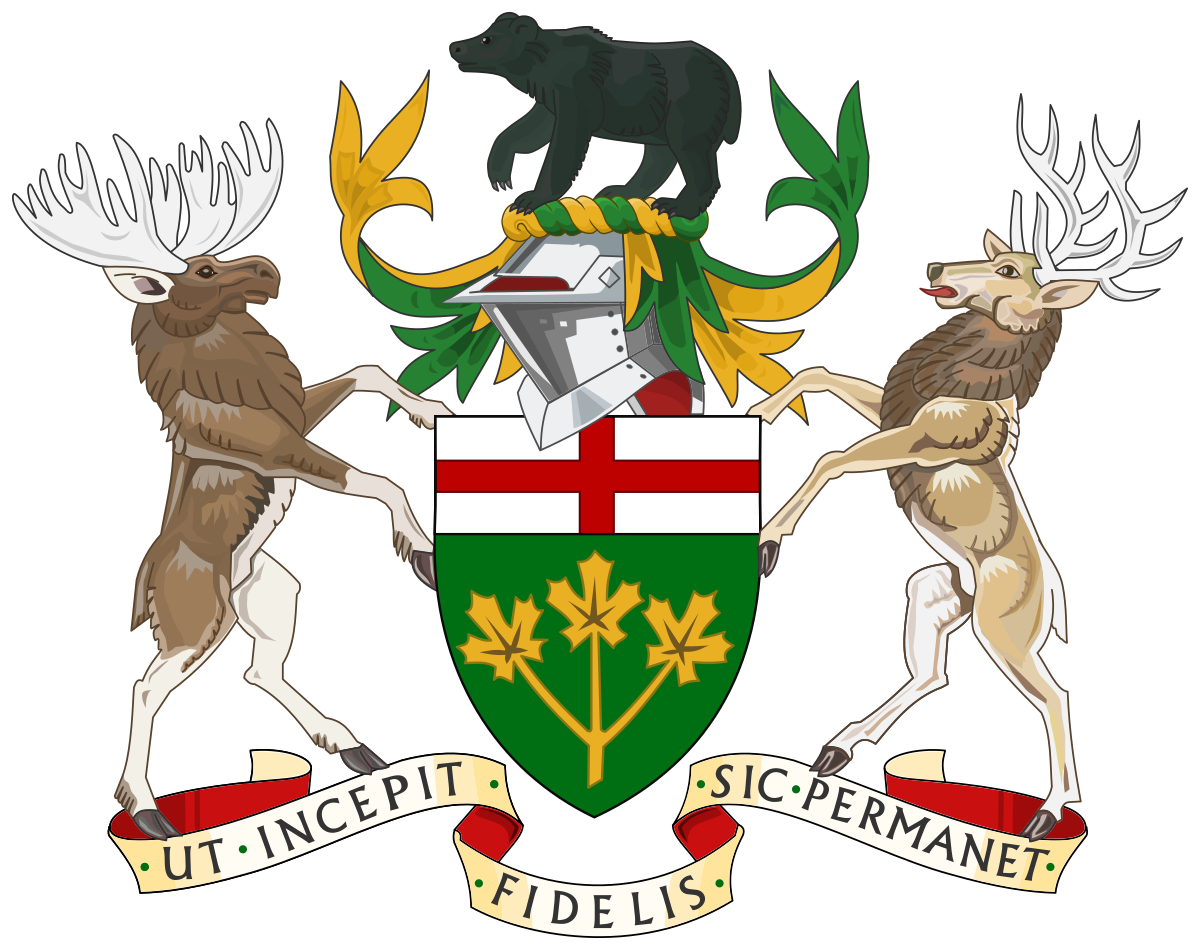 UT · INCEPIT
FIDELIS
SIC · PERMANET